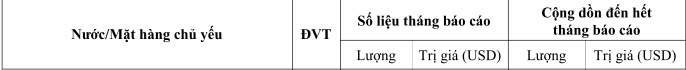 Nước/Mặt hàng chủ yếu
ĐVT
Số liệu tháng báo cáo
Cộng dồn đến hết
tháng báo cáo
Lượng
Trị giá (USD)
Lượng
Trị giá (USD)